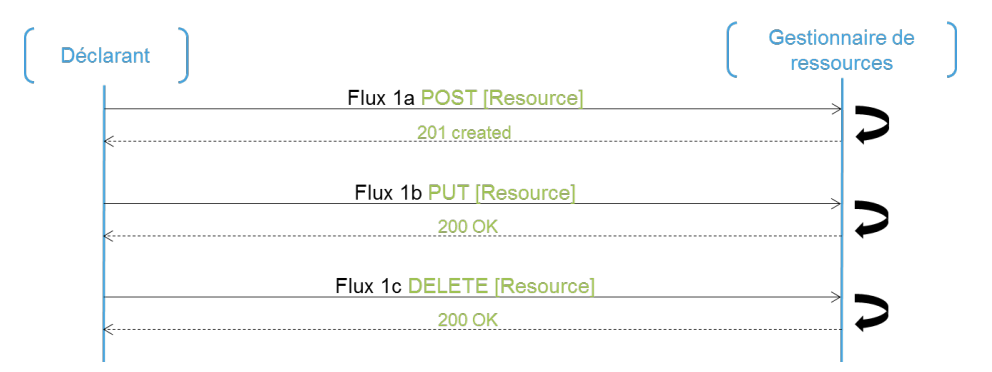 Déclarant
Gestionnaire de
ressources
Flux 1a POST [Resource]
201 created
Flux 1b PUT [Resource]
200 OK
Flux 1c DELETE [Resource]
200 OK